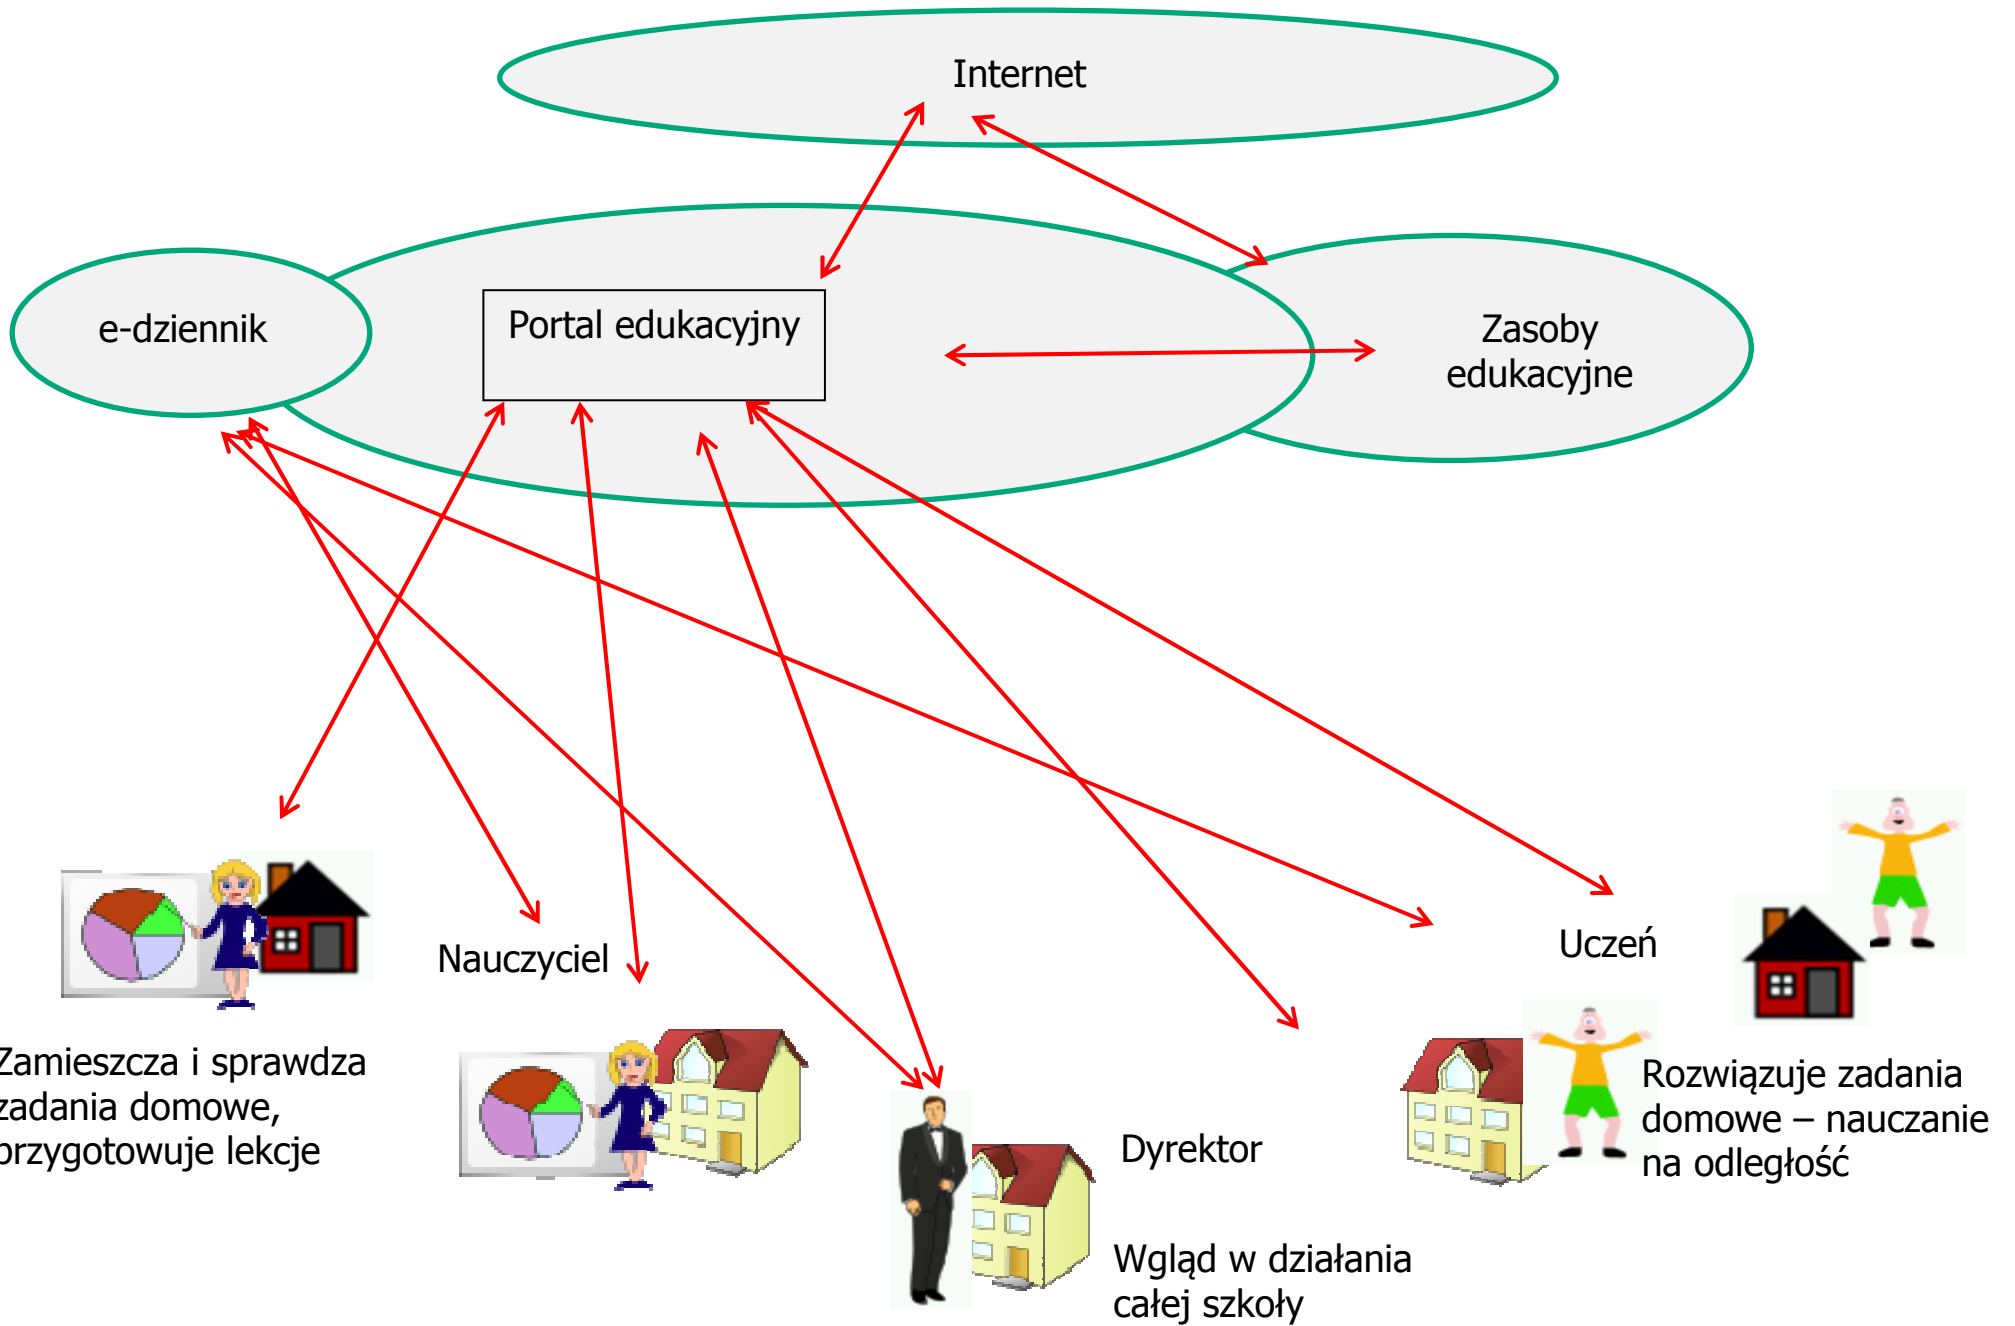 Internet
e-dziennik
Portal edukacyjny
Zasoby
edukacyjne
Nauczyciel
Uczeń
Zamieszcza i sprawdza
zadania domowe,
przygotowuje lekcje
Rozwiązuje zadania
domowe – nauczanie
na odległość
Dyrektor
Wgląd w działania
całej szkoły